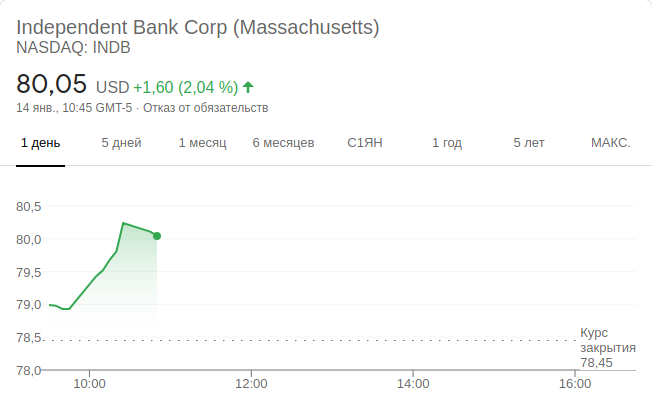 Independent Bank Corp (Massachusetts)
NASDAQ: INDB
80,05 USD +1,60 (2,04 %)
14 янв., 10:45 GMT-5 · Отказ от обязательств
1 день 5 дней 1 месяц 6 месяцев С1ЯН 1 год 5 лет МАКС.
80,5
80,0
79,5
79,0
78,5
Курс
закрытия
78,45
78,0
10:00 12:00 14:00 16:00